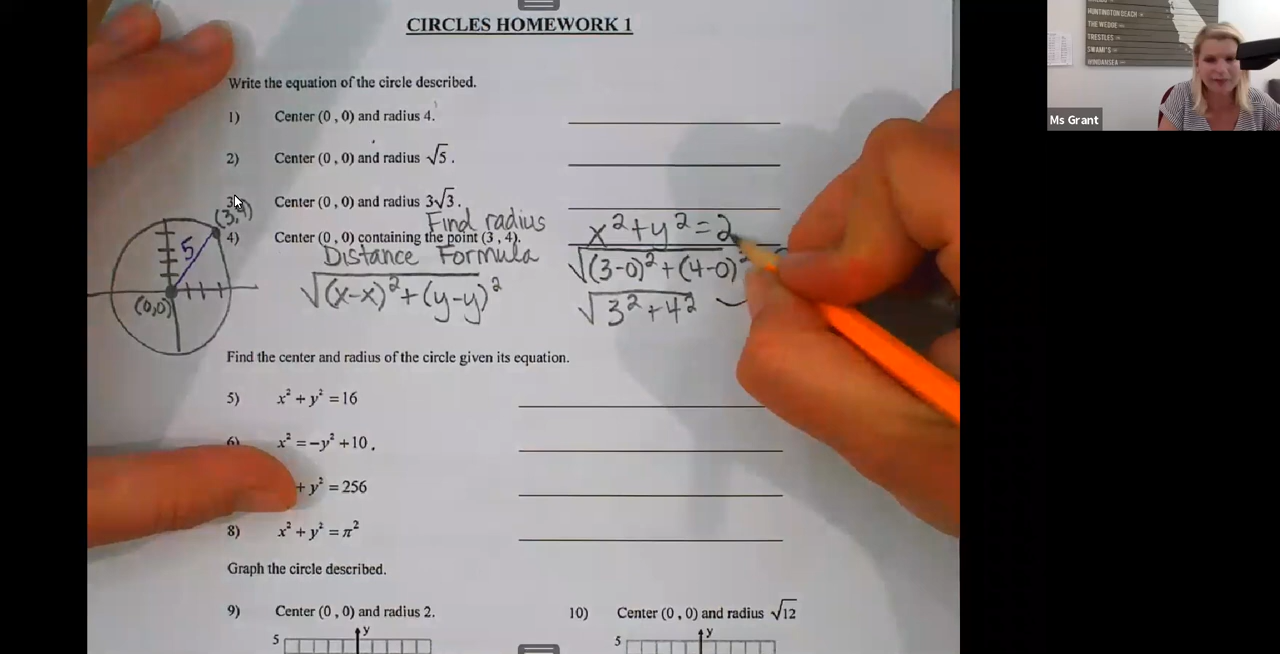 CIRCLES HOMEWORK 1
HUNTINGTON BEACH
THE WEDGE
TRESTLES
SWAMI'S
WINDANSEA
Ms Grant
Write the equation of the circle described.
1) Center (0 , 0) and radius 4.
2) Center (0 , 0) and radius √5 .
3) Center (0 , 0) and radius 3√3 .
(3,4) Find radius
4) Center (0 , 0) containing the point (3 , 4). x²+y²=2
5 Distance Formula √(3-0)²+(4-0)²
(0,0) √(x-x)²+(y-y)² √3²+4²
Find the center and radius of the circle given its equation.
5) x² + y² = 16
6) x² = -y² + 10 .
+ y² = 256
8) x² + y² = π²
Graph the circle described.
9) Center (0 , 0) and radius 2. 10) Center (0 , 0) and radius √12
5 y 5 y